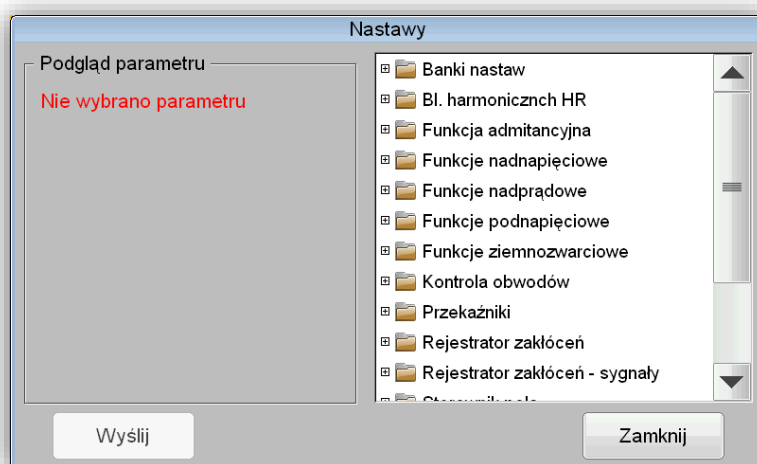 Nastawy
Podgląd parametru
Nie wybrano parametru
Banki nastaw
Bl. harmonicznch HR
Funkcja admitancyjna
Funkcje nadnapięciowe
Funkcje nadprądowe
Funkcje podnapięciowe
Funkcje ziemnozwarciowe
Kontrola obwodów
Przekaźniki
Rejestrator zakłóceń
Rejestrator zakłóceń - sygnały
Wyślij
Zamknij